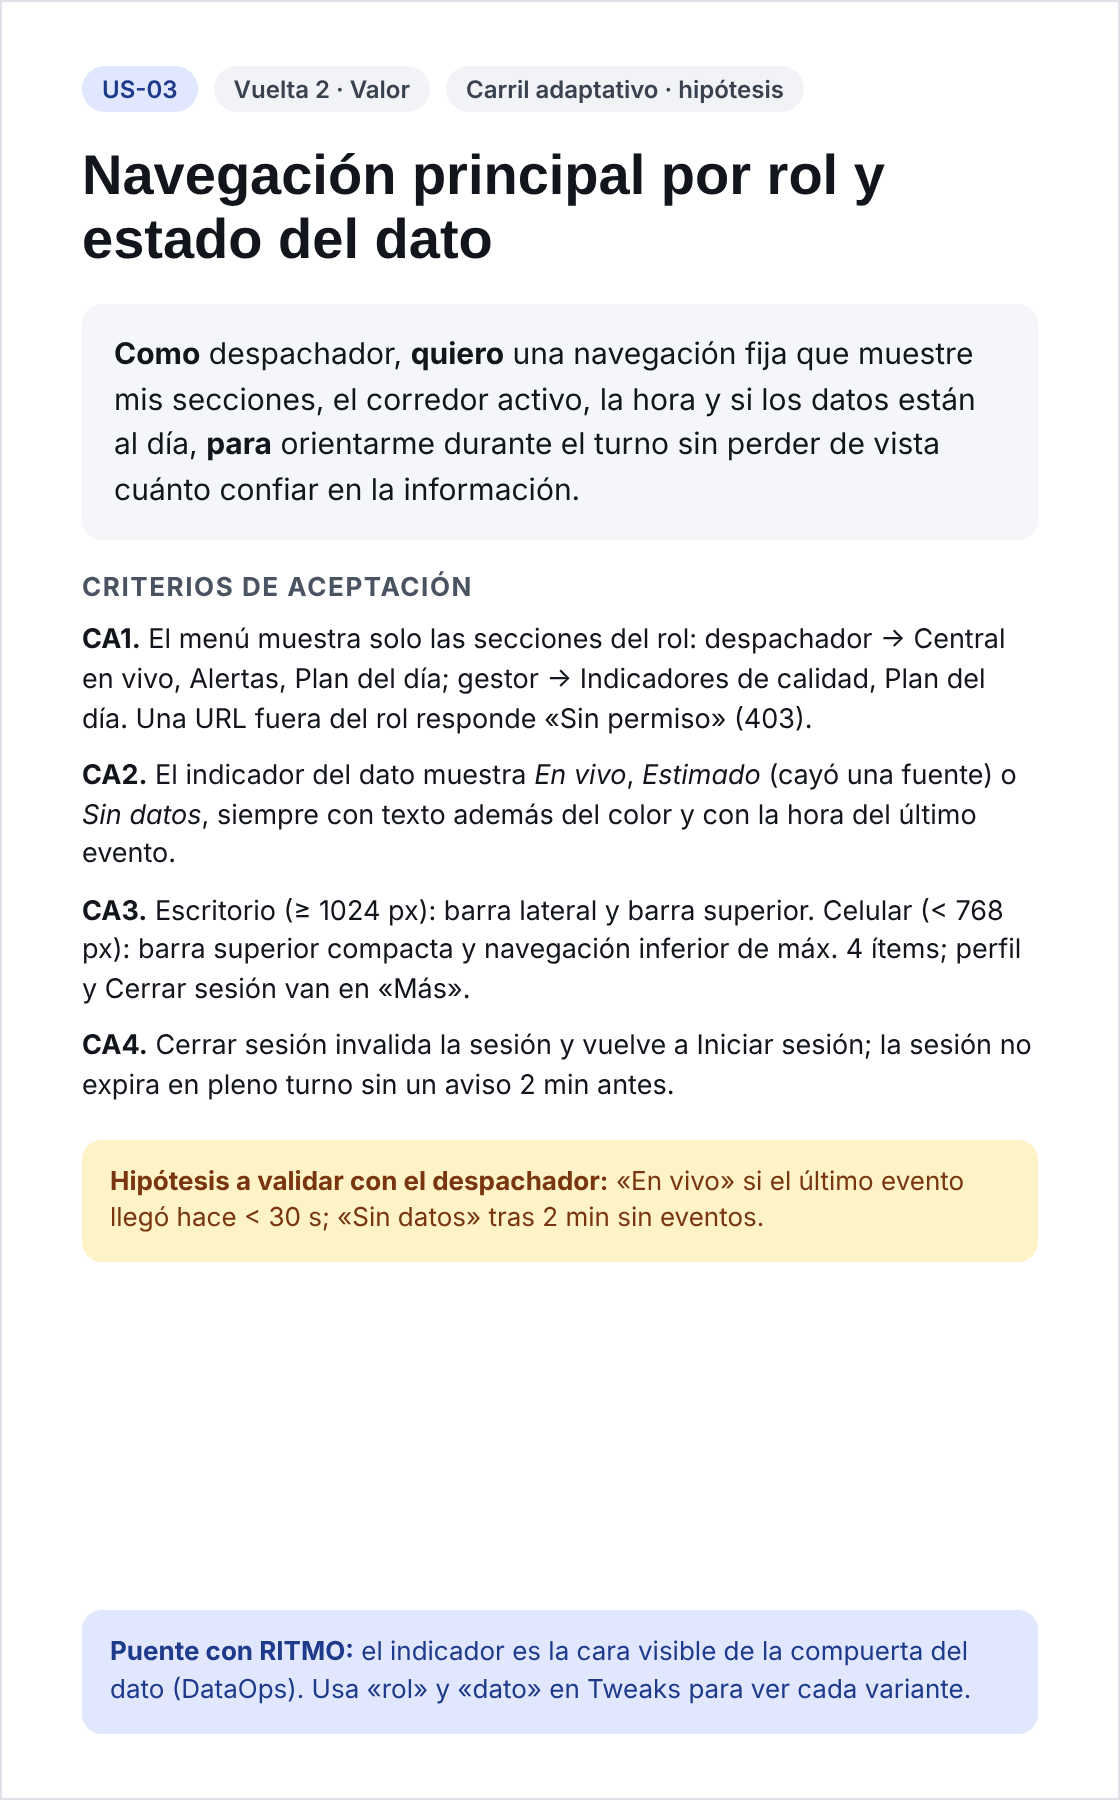 US-03
Vuelta 2 · Valor
Carril adaptativo · hipótesis
Navegación principal por rol y
estado del dato
Como despachador, quiero una navegación fija que muestre
mis secciones, el corredor activo, la hora y si los datos están
al día, para orientarme durante el turno sin perder de vista
cuánto confiar en la información.
CRITERIOS DE ACEPTACIÓN
CA1. El menú muestra solo las secciones del rol: despachador → Central
en vivo, Alertas, Plan del día; gestor → Indicadores de calidad, Plan del
día. Una URL fuera del rol responde «Sin permiso» (403).
CA2. El indicador del dato muestra En vivo, Estimado (cayó una fuente) o
Sin datos, siempre con texto además del color y con la hora del último
evento.
CA3. Escritorio (≥ 1024 px): barra lateral y barra superior. Celular (< 768
px): barra superior compacta y navegación inferior de máx. 4 ítems; perfil
y Cerrar sesión van en «Más».
CA4. Cerrar sesión invalida la sesión y vuelve a Iniciar sesión; la sesión no
expira en pleno turno sin un aviso 2 min antes.
Hipótesis a validar con el despachador: «En vivo» si el último evento
llegó hace < 30 s; «Sin datos» tras 2 min sin eventos.
Puente con RITMO: el indicador es la cara visible de la compuerta del
dato (DataOps). Usa «rol» y «dato» en Tweaks para ver cada variante.